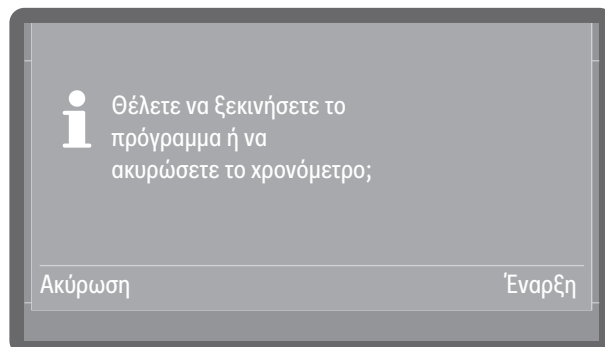 Θέλετε να ξεκινήσετε το
πρόγραμμα ή να
ακυρώσετε το χρονόμετρο;
Ακύρωση
Έναρξη